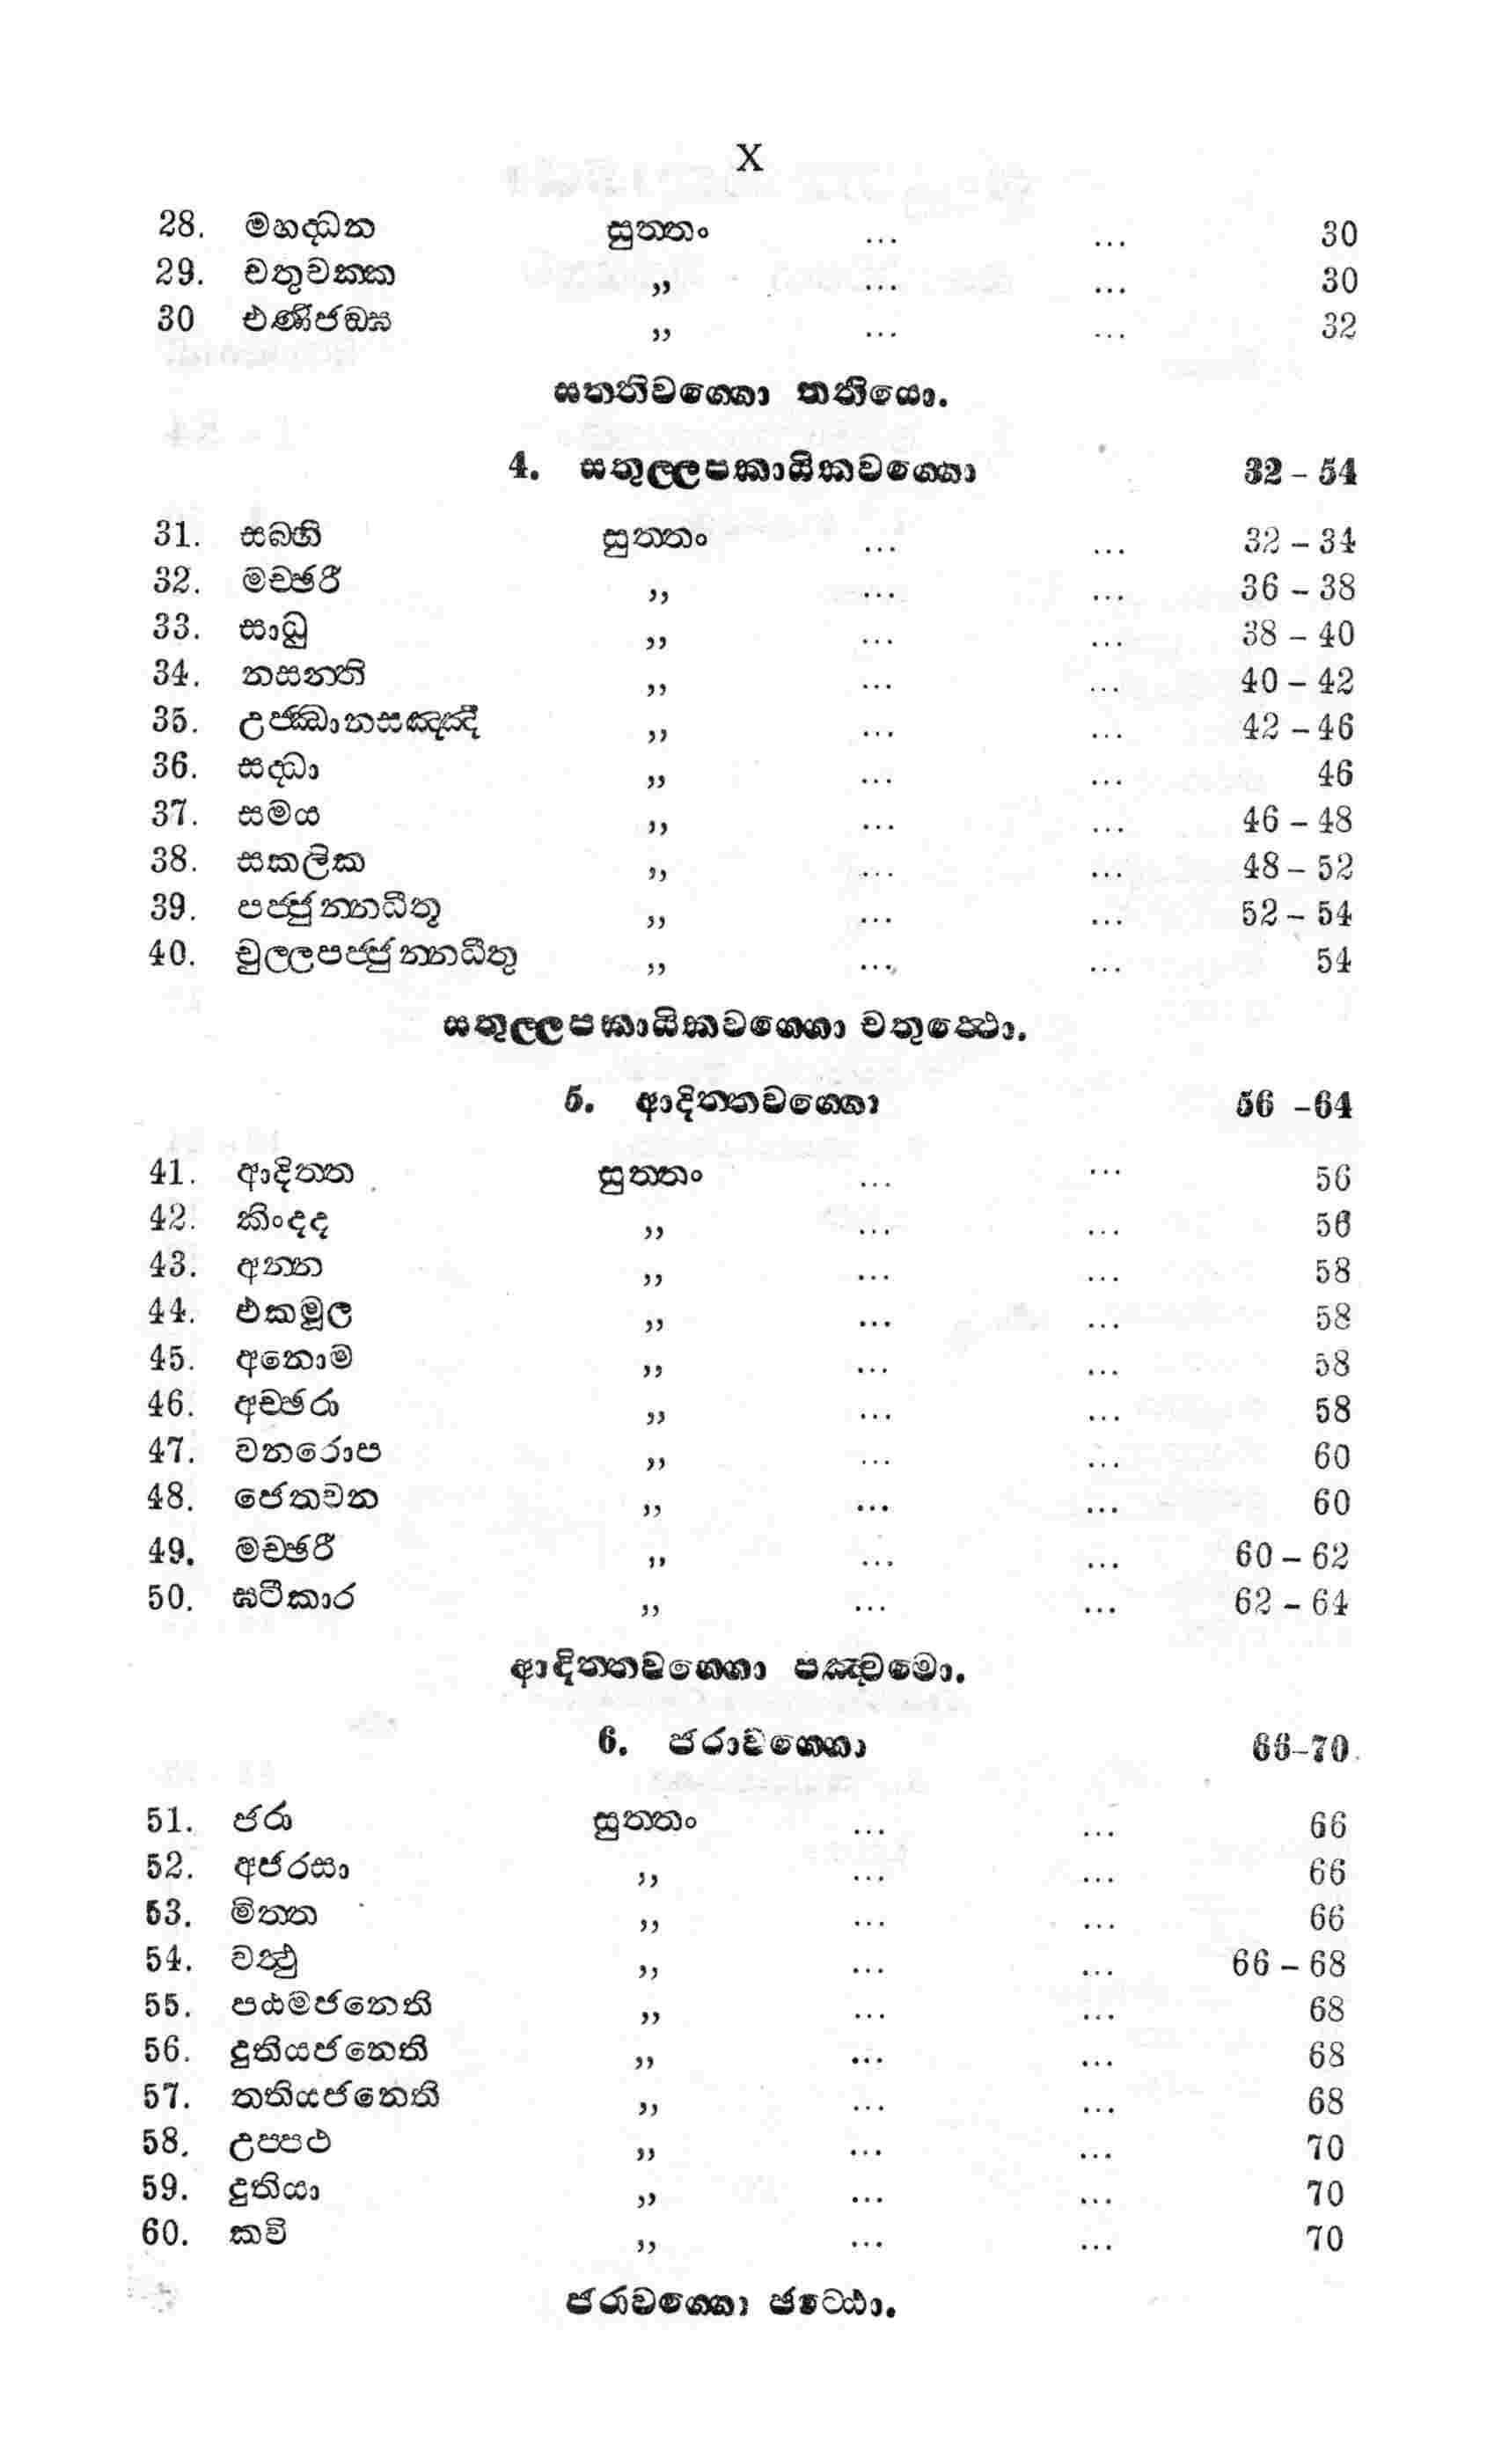 X
28. මහද්ධන සුත්තං ... ... 30
29. චතුචක්ක ,, ... ... 30
30 එණිජඞ්ඝ ,, ... ... 32
සත්තිවග්ගො තතියො.
4. සතුල්ලපකායිකවග්ගො 32 – 54
31. සබ්භි සුත්තං ... ... 32 – 34
32. මච්ඡරී ,, ... ... 36 – 38
33. සාධු ,, ... ... 38 – 40
34. නසන්ති ,, ... ... 40 – 42
35. උජ්ඣානසඤ්ඤී ,, ... ... 42 – 46
36. සද්ධා ,, ... ... 46
37. සමය ,, ... ... 46 – 48
38. සකලික ,, ... ... 48 – 52
39. පජ්ජුන්නධීතු ,, ... ... 52 – 54
40. චුල්ලපජ්ජුන්නධීතු ,, ... ... 54
සතුල්ලපකායිකවග්ගො චතුත්ථො.
5. ආදිත්තවග්ගො 56 –64
41. ආදිත්ත සුත්තං ... ... 56
42. කිංදද ,, ... ... 56
43. අන්න ,, ... ... 58
44. එකමූල ,, ... ... 58
45. අනොම ,, ... ... 58
46. අච්ඡරා ,, ... ... 58
47. වනරොප ,, ... ... 60
48. ජෙතවන ,, ... ... 60
49. මච්ඡරී ,, ... ... 60 – 62
50. ඝටීකාර ,, ... ... 62 – 64
ආදිත්තවග්ගො පඤ්චමො.
6. ජරාවග්ගො 66–70
51. ජරා සුත්තං ... ... 66
52. අජරසා ,, ... ... 66
53. මිත්ත ,, ... ... 66
54. වත්ථු ,, ... ... 66 – 68
55. පඨමජනෙති ,, ... ... 68
56. දුතියජනෙති ,, ... ... 68
57. තතියජනෙති ,, ... ... 68
58. උප්පථ ,, ... ... 70
59. දුතියා ,, ... ... 70
60. කවි ,, ... ... 70
ජරාවග්ගො ඡට්ඨො.